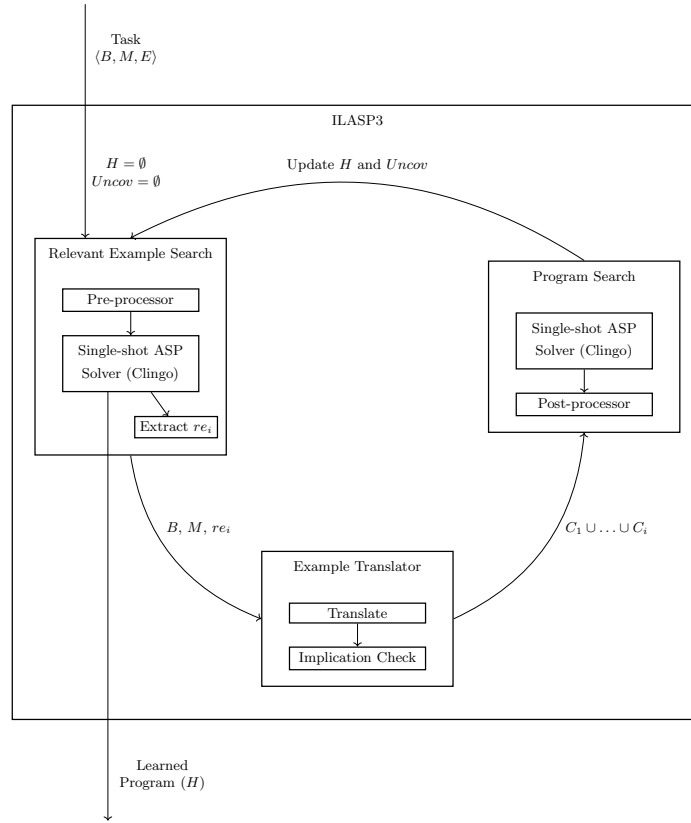 Task
⟨B, M, E⟩
ILASP3
H = ∅
Uncov = ∅
Update H and Uncov
Relevant Example Search
Pre-processor
Single-shot ASP
Solver (Clingo)
Extract re_i
Program Search
Single-shot ASP
Solver (Clingo)
Post-processor
B, M, re_i
C_1 ∪ … ∪ C_i
Example Translator
Translate
Implication Check
Learned
Program (H)